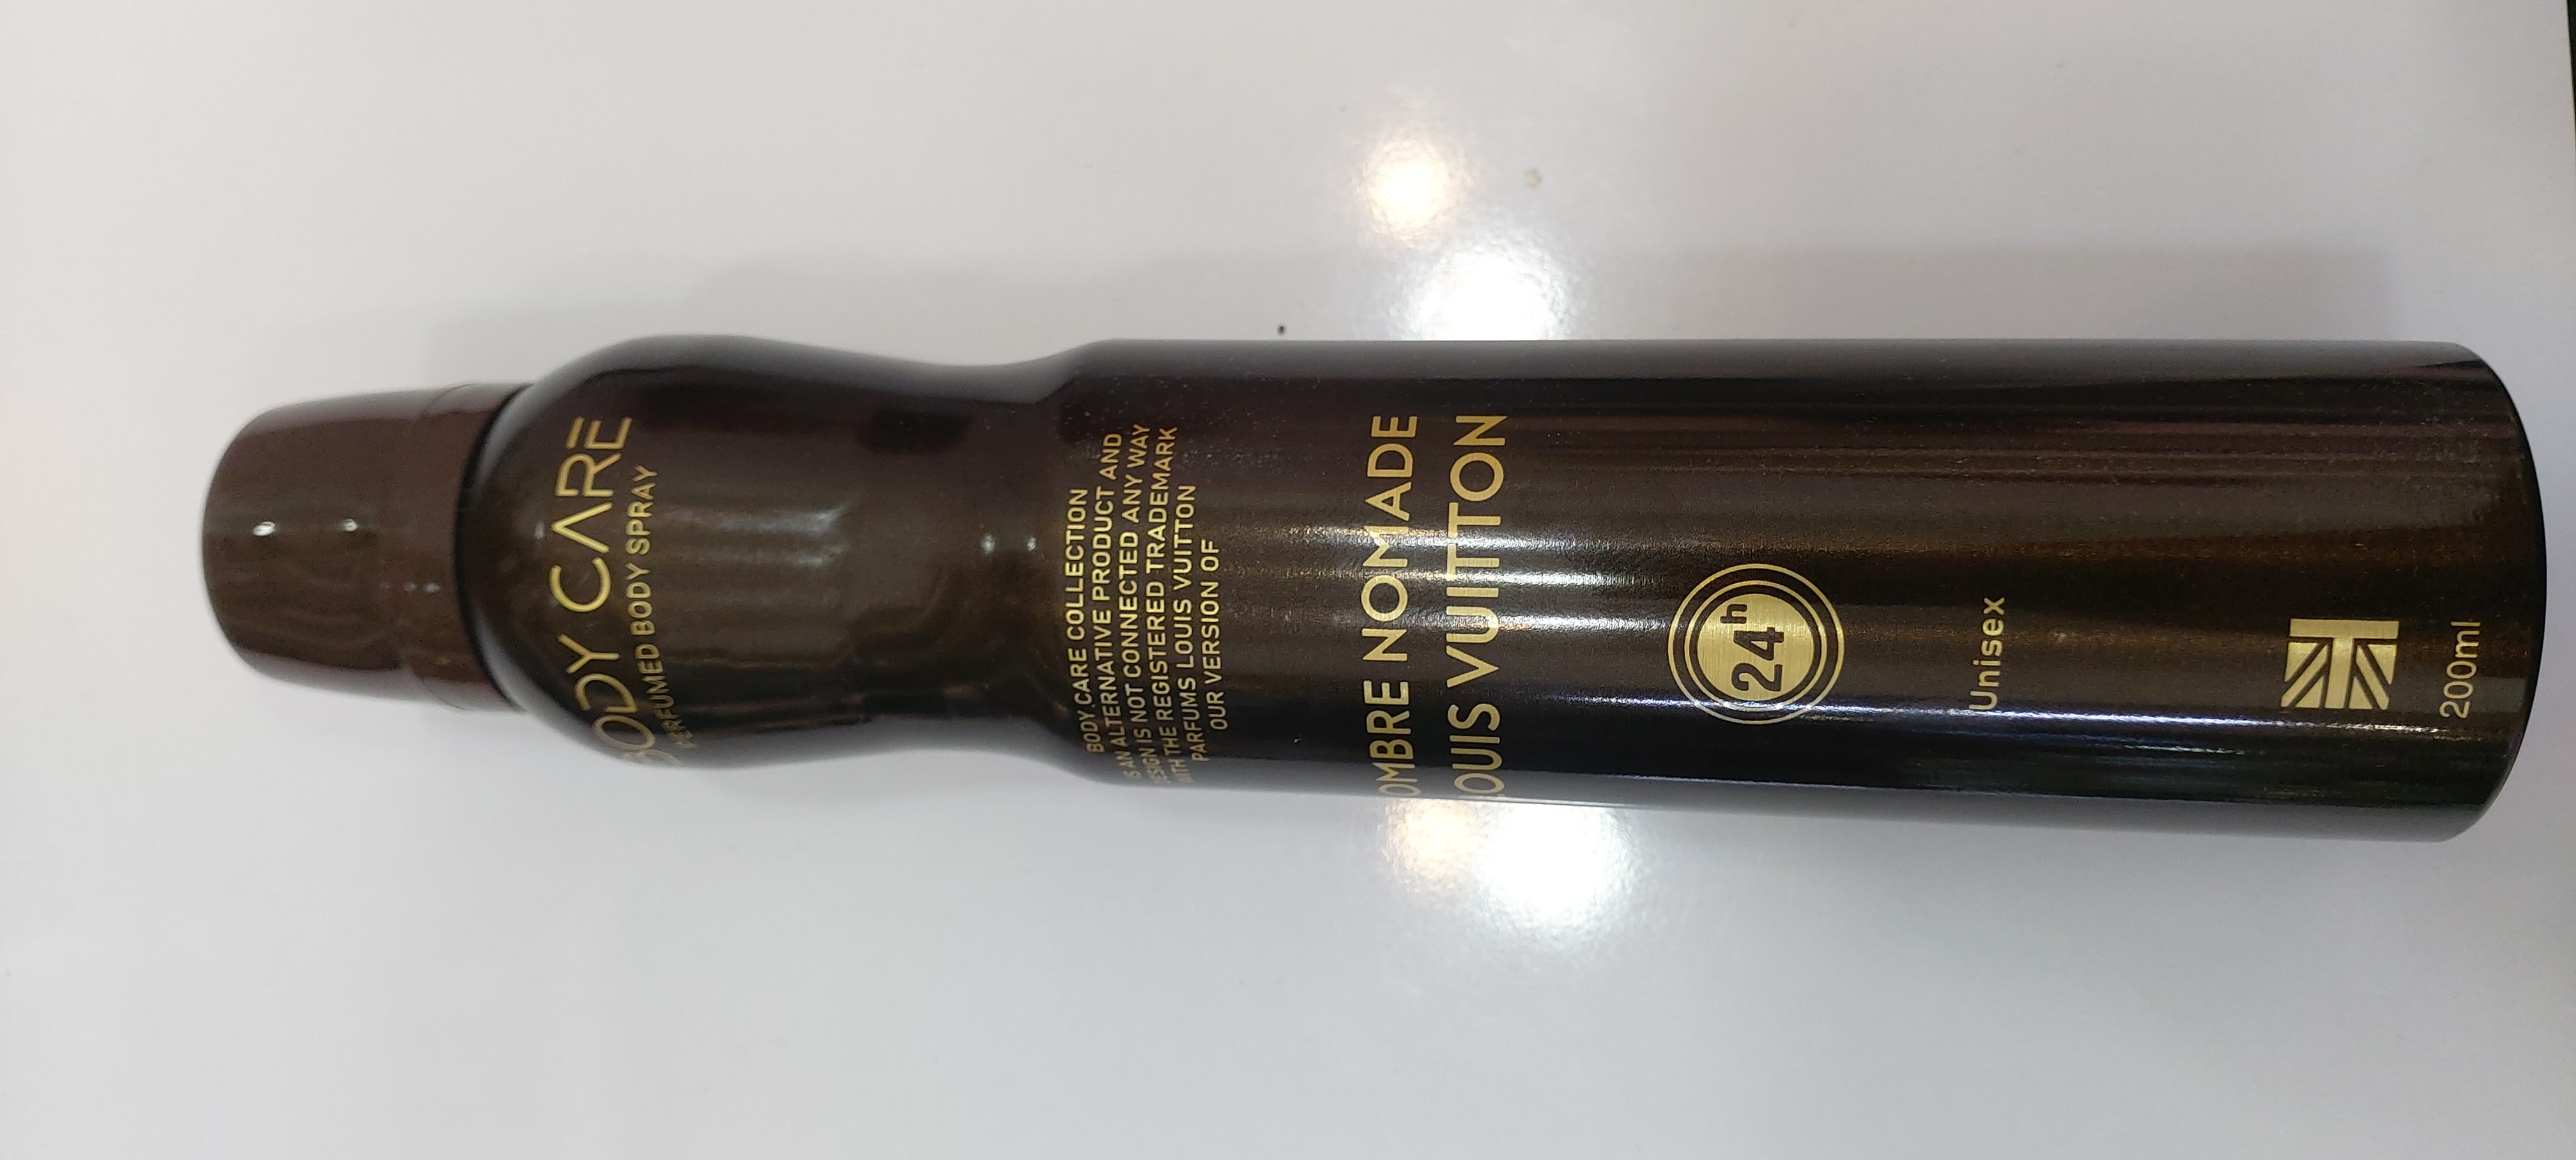 BODY CARE
PERFUMED BODY SPRAY
BODY CARE COLLECTION
IS AN ALTERNATIVE PRODUCT AND
DESIGN IS NOT CONNECTED ANY WAY
WITH THE REGISTERED TRADEMARK
PARFUMS LOUIS VUITTON
OUR VERSION OF
OMBRE NOMADE
LOUIS VUITTON
24h
Unisex
200ml